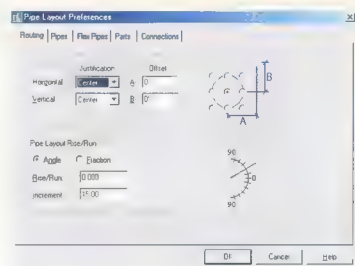 Pipe Layout Preferences
Routing Pipes Flex Pipes Parts Connections
Justification Offset
Horizontal Center A: 0
Vertical Center B: 0"
B
A
Pipe Layout Rise/Run
Angle Fraction
Rise/Run: 0.000
Increment: 15.00
90
0
90
Cancel Help